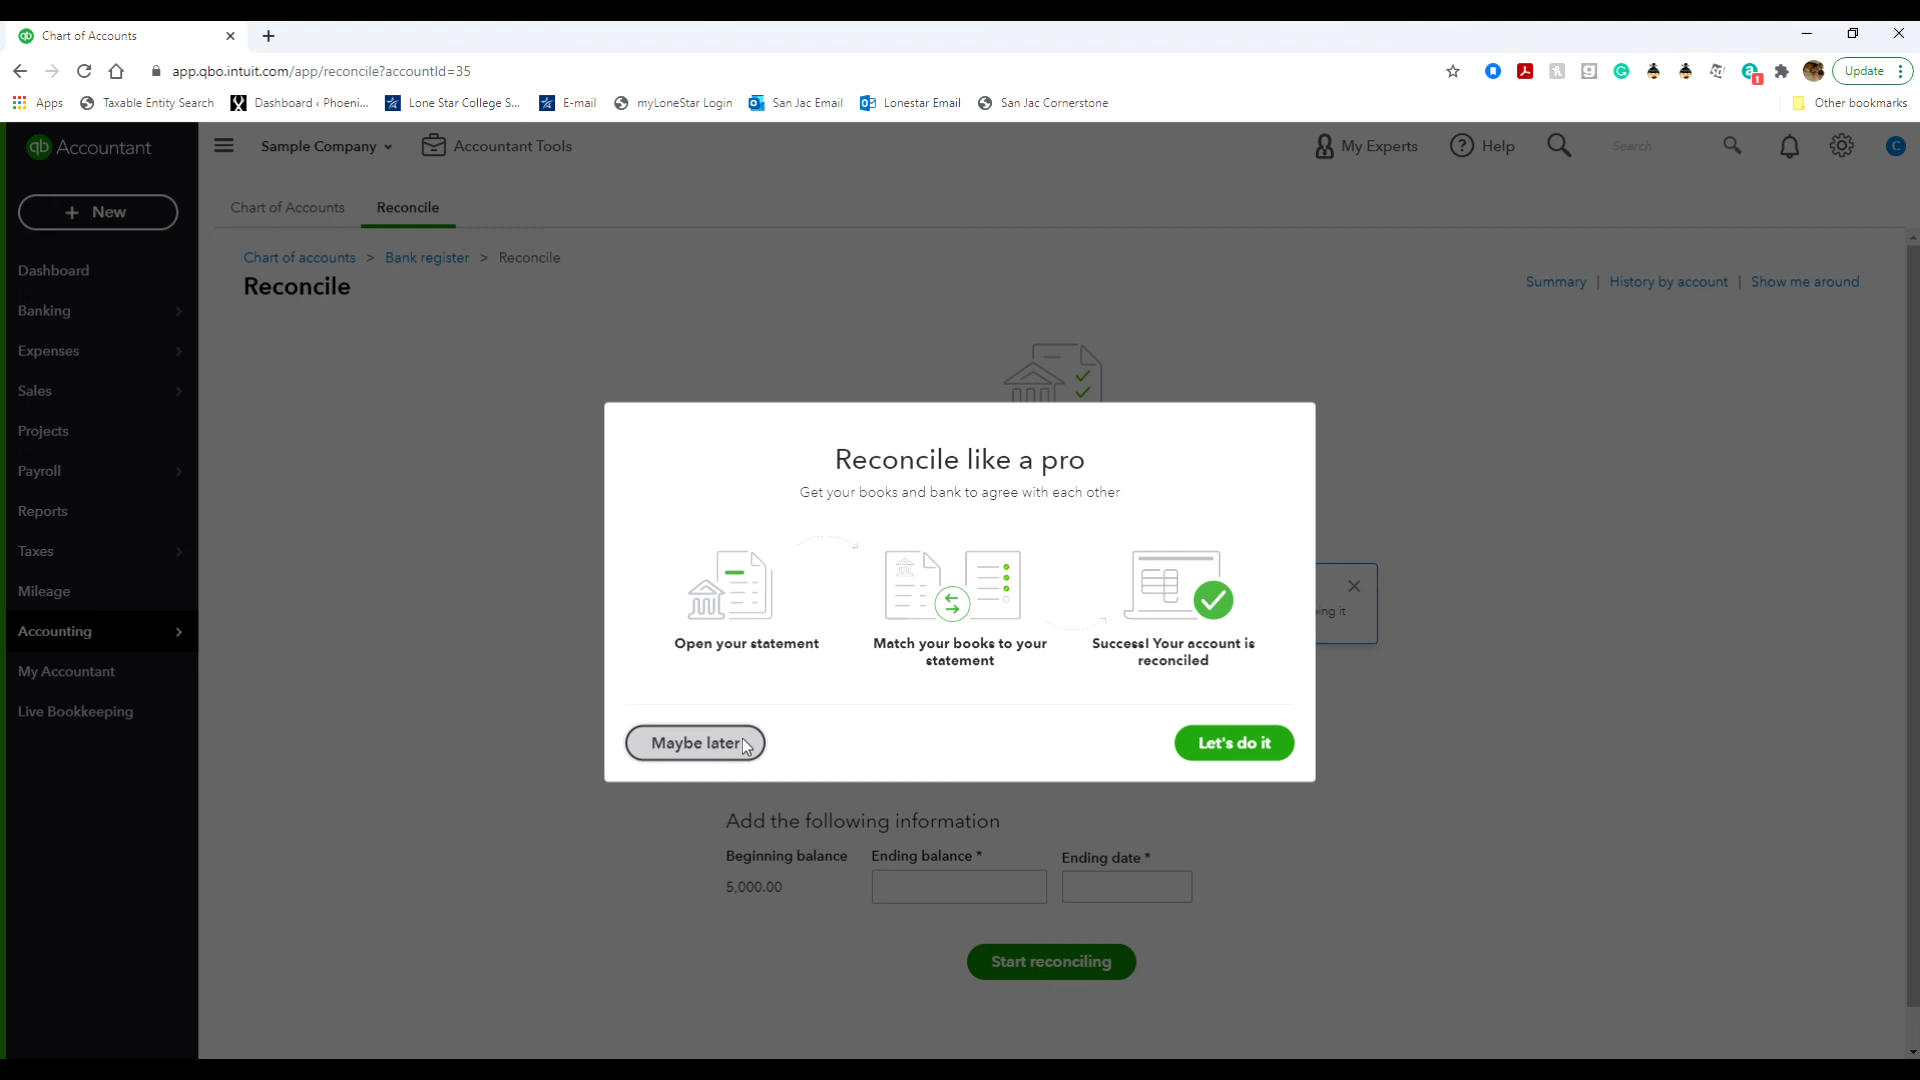 Chart of Accounts
app.qbo.intuit.com/app/reconcile?accountId=35
Update
Apps
Taxable Entity Search
Dashboard ‹ Phoeni...
Lone Star College S...
E-mail
myLoneStar Login
San Jac Email
Lonestar Email
San Jac Cornerstone
Other bookmarks
qb Accountant
Sample Company
Accountant Tools
My Experts
? Help
Search
C
+ New
Chart of Accounts
Reconcile
Chart of accounts > Bank register > Reconcile
Reconcile
Summary | History by account | Show me around
Dashboard
Banking
Expenses
Sales
Projects
Payroll
Reports
Taxes
Mileage
Accounting
My Accountant
Live Bookkeeping
Reconcile like a pro
Get your books and bank to agree with each other
Open your statement
Match your books to your
statement
Success! Your account is
reconciled
it
Maybe later
Let's do it
Add the following information
Beginning balance
Ending balance *
Ending date *
5,000.00
Start reconciling